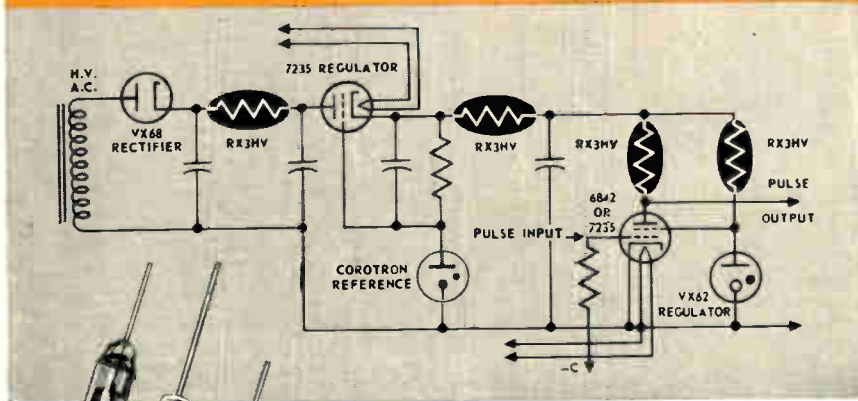 H.V.
A.C.
VX68
RECTIFIER
RX3HV
7235 REGULATOR
RX3HV
RX3HV
RX3HV
6842
OR
7235
PULSE
OUTPUT
PULSE INPUT
COROTRON
REFERENCE
VX62
REGULATOR
-C